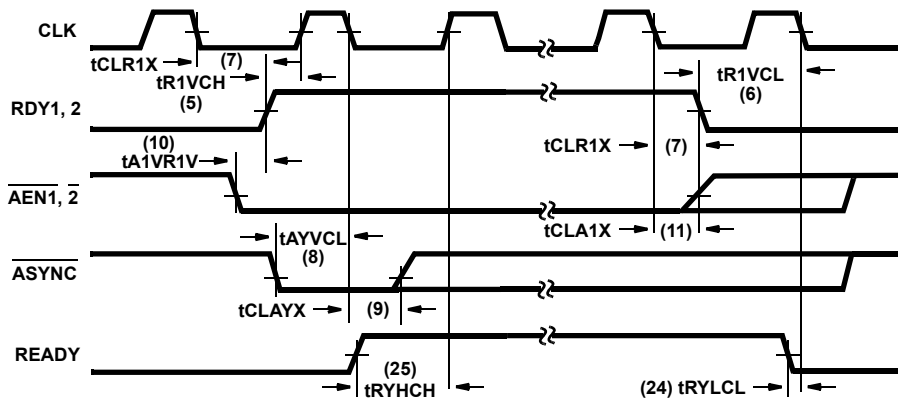 CLK
tCLR1X
(7)
tR1VCH
(5)
tR1VCL
(6)
RDY1, 2
(10)
tA1VR1V
tCLR1X
(7)
AEN1, 2
tCLA1X
(11)
tAYVCL
(8)
ASYNC
tCLAYX
(9)
READY
(25)
tRYHCH
(24) tRYLCL